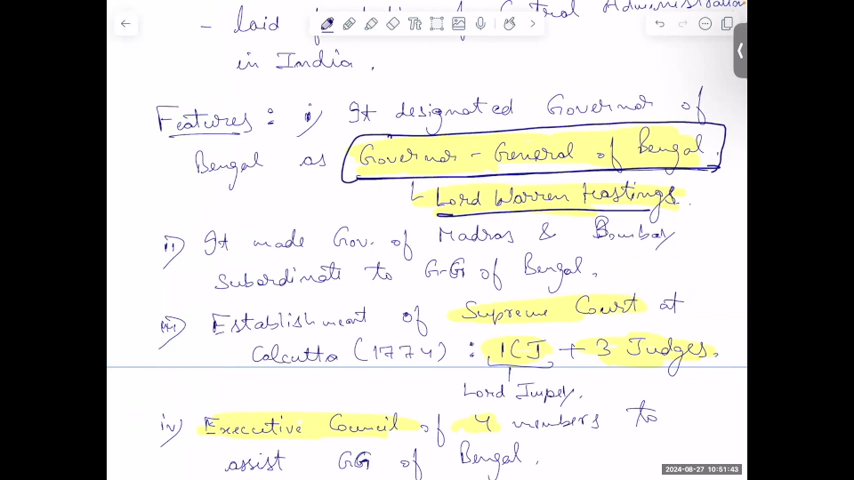 - laid Central Administration
in India.
Features : i) It designated Governor of
Bengal as Governor - General of Bengal.
Lord Warren Hastings.
ii) It made Gov. of Madras & Bombay
Subordinate to G-G of Bengal.
iii) Establishment of Supreme Court at
Calcutta (1774) : 1CJ + 3 Judges.
Lord Impey.
iv) Executive Council of 4 members to
assist GG of Bengal.
2024-08-27 10:51:43